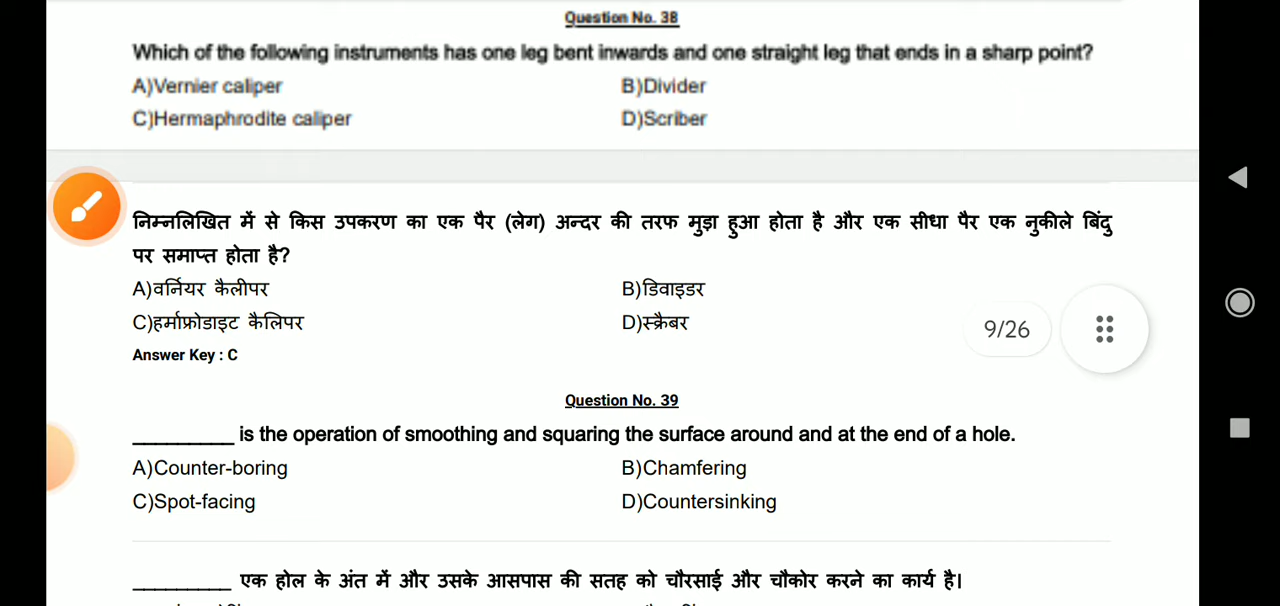 Question No. 38
Which of the following instruments has one leg bent inwards and one straight leg that ends in a sharp point?
A)Vernier caliper B)Divider
C)Hermaphrodite caliper D)Scriber
निम्नलिखित में से किस उपकरण का एक पैर (लेग) अन्दर की तरफ मुड़ा हुआ होता है और एक सीधा पैर एक नुकीले बिंदु
पर समाप्त होता है?
A)वर्नियर कैलीपर B)डिवाइडर
C)हर्माफ्रोडाइट कैलिपर D)स्क्रैबर
9/26
Answer Key : C
Question No. 39
_________ is the operation of smoothing and squaring the surface around and at the end of a hole.
A)Counter-boring B)Chamfering
C)Spot-facing D)Countersinking
_________ एक होल के अंत में और उसके आसपास की सतह को चौरसाई और चौकोर करने का कार्य है।